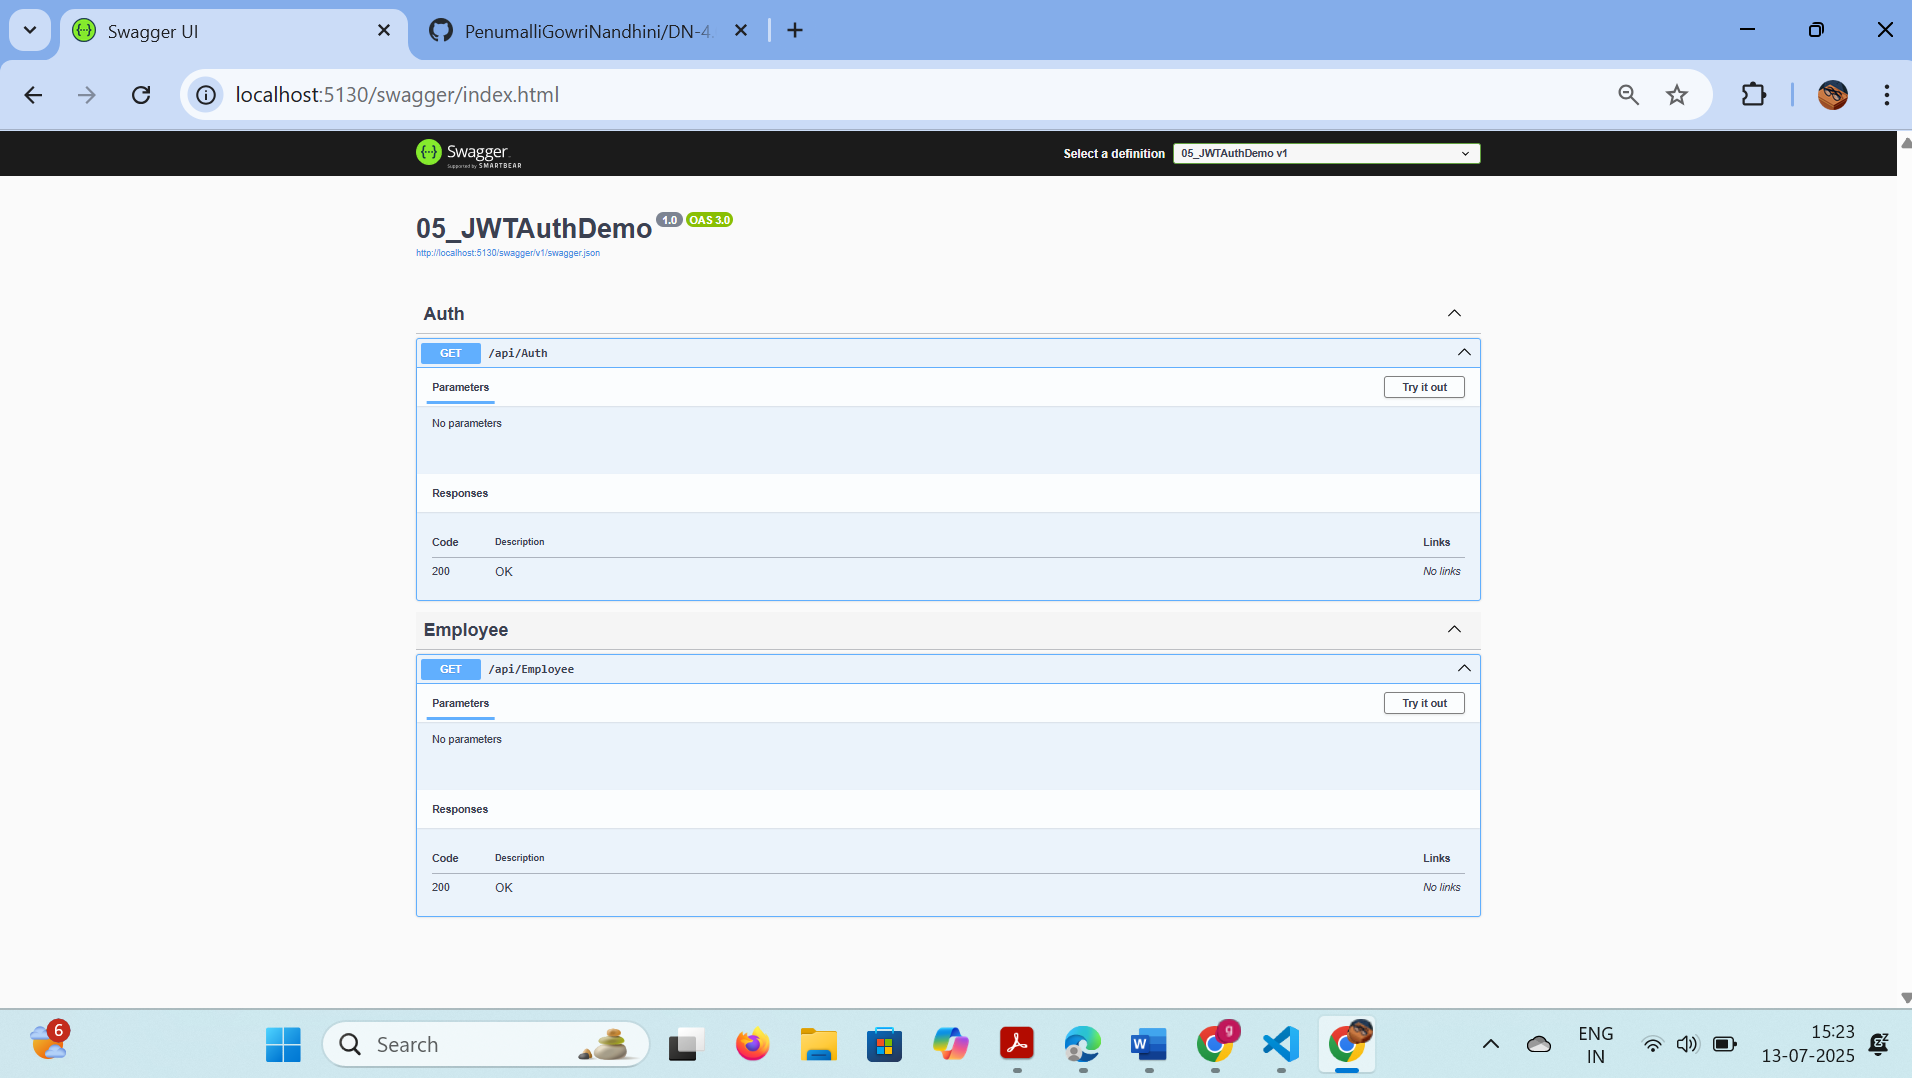 Swagger UI
PenumalliGowriNandhini/DN-4.
localhost:5130/swagger/index.html
Swagger
Supported by SMARTBEAR
Select a definition
05_JWTAuthDemo v1
05_JWTAuthDemo 1.0 OAS 3.0
http://localhost:5130/swagger/v1/swagger.json
Auth
GET /api/Auth
Parameters
Try it out
No parameters
Responses
Code Description Links
200 OK No links
Employee
GET /api/Employee
Parameters
Try it out
No parameters
Responses
Code Description Links
200 OK No links
6
Search
W
g
ENG
IN
15:23
13-07-2025